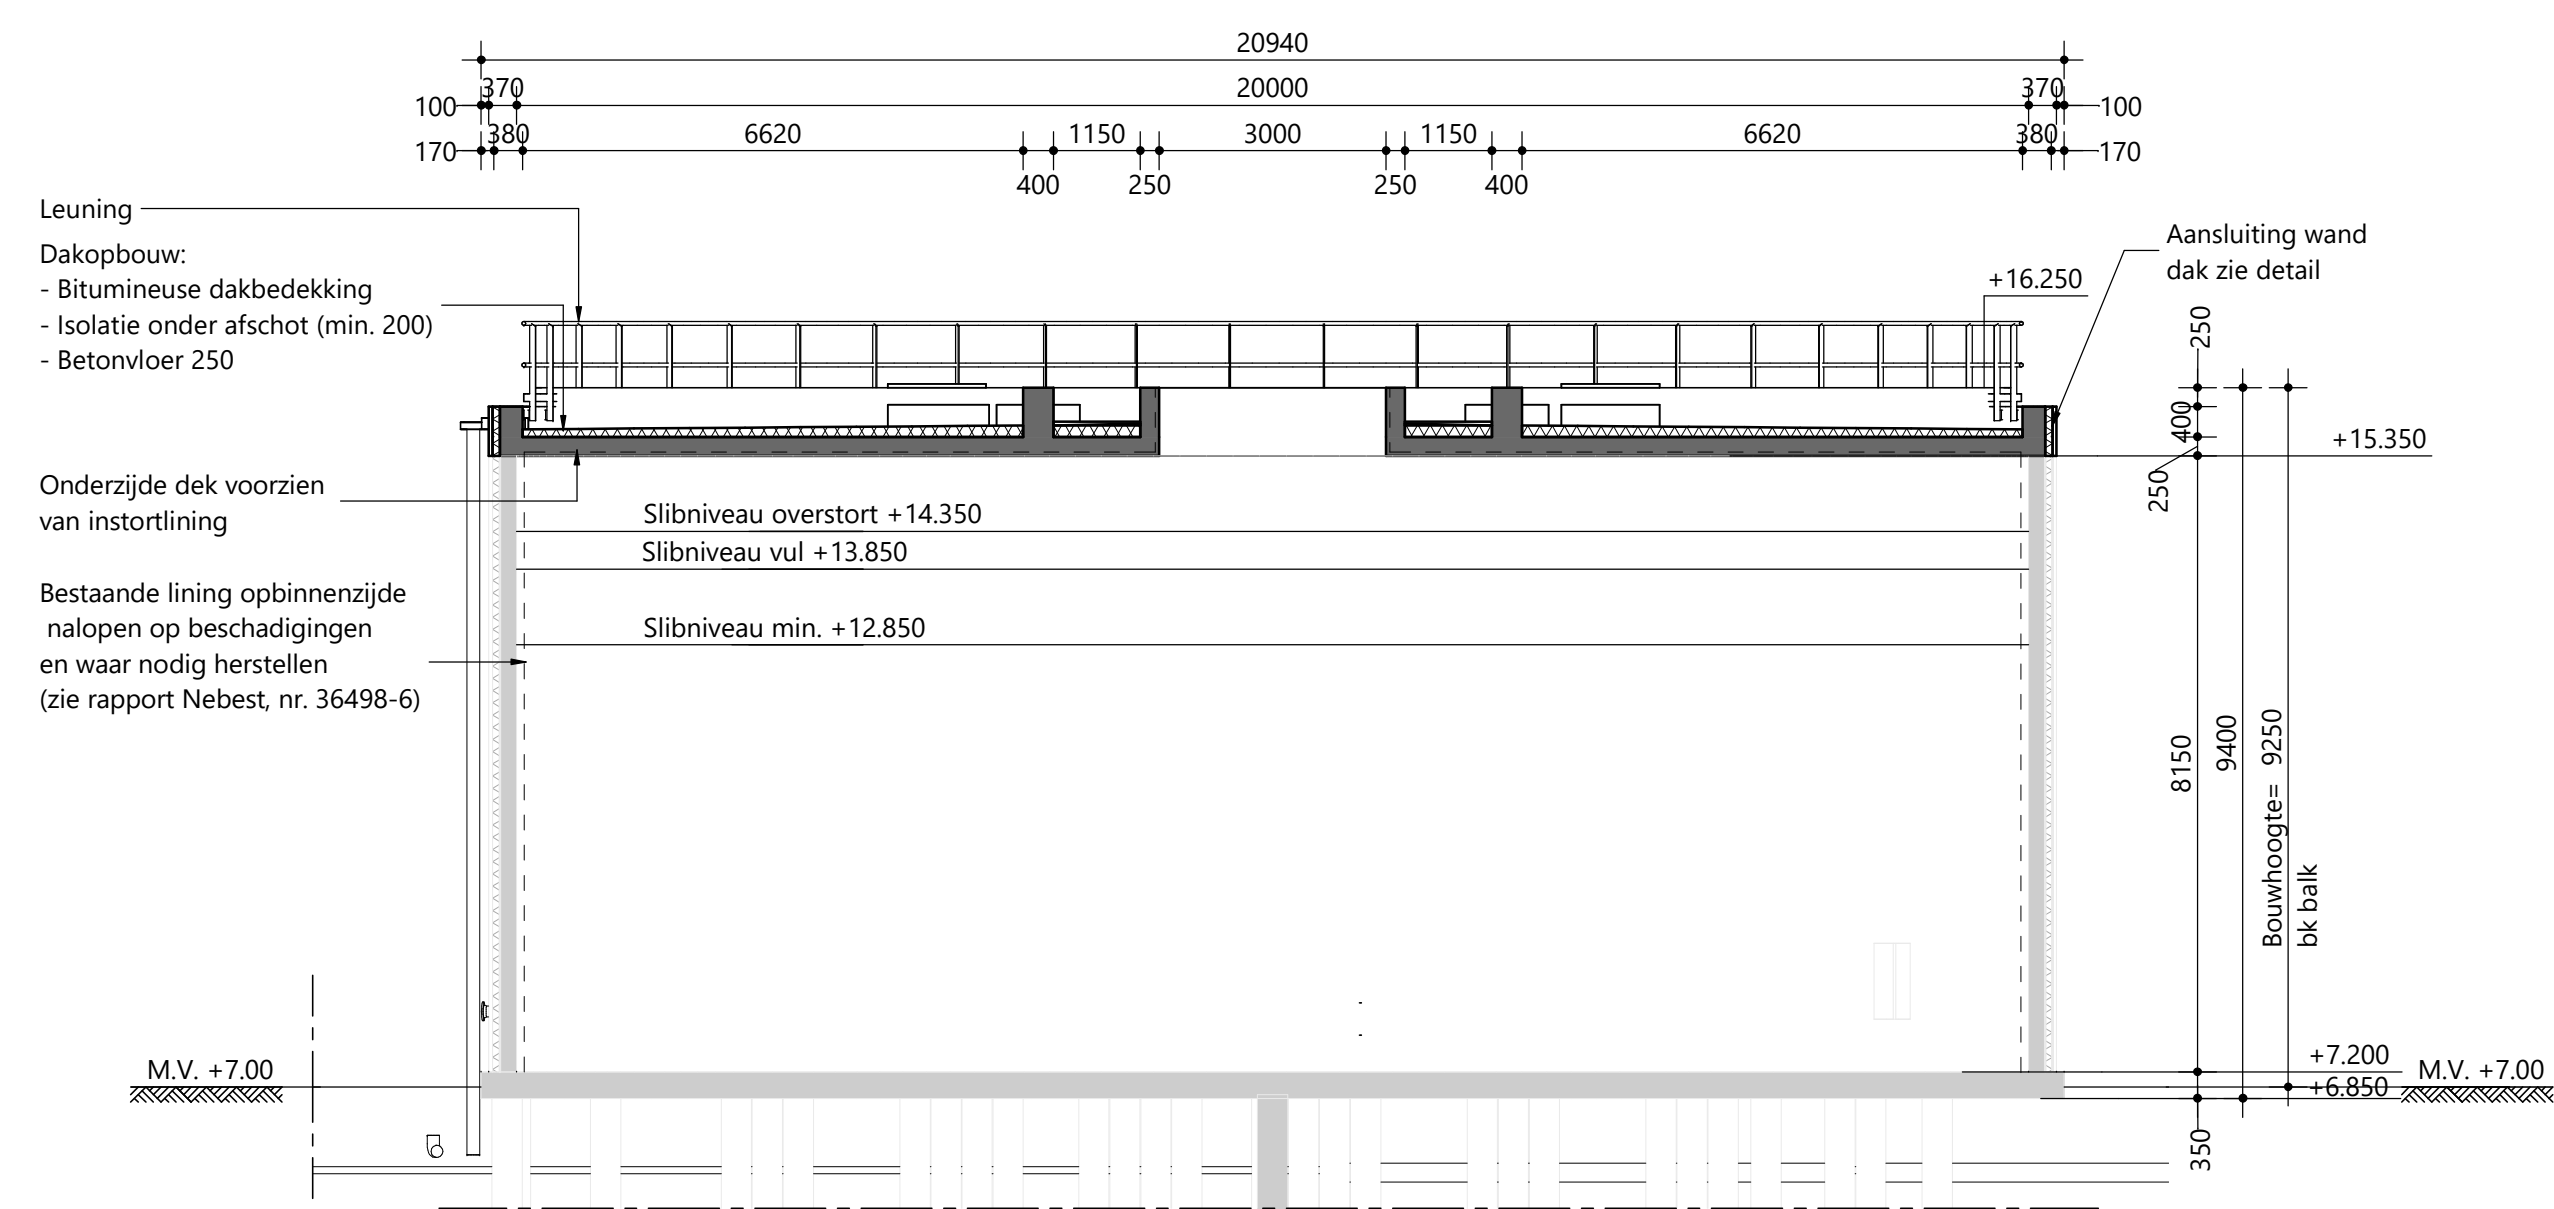 20940
370
20000
370
100
100
380
6620
1150
3000
1150
6620
380
170
170
400
250
250
400
Leuning
Dakopbouw:
- Bitumineuse dakbedekking
- Isolatie onder afschot (min. 200)
- Betonvloer 250
Aansluiting wand
dak zie detail
+16.250
250
400
+15.350
250
Onderzijde dek voorzien
van instortlining
Slibniveau overstort +14.350
Slibniveau vul +13.850
Bestaande lining opbinnenzijde
nalopen op beschadigingen
en waar nodig herstellen
(zie rapport Nebest, nr. 36498-6)
Slibniveau min. +12.850
8150
9400
Bouwhoogte= 9250
bk balk
M.V. +7.00
+7.200
M.V. +7.00
+6.850
350